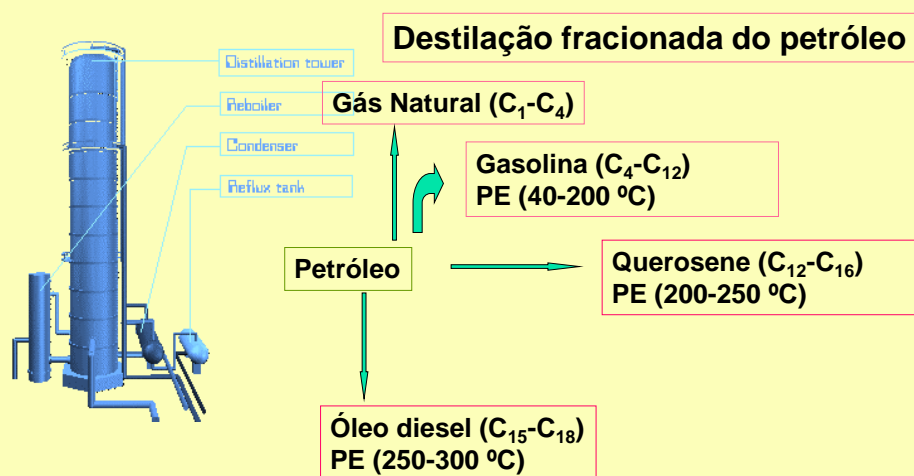 Destilação fracionada do petróleo
Distillation tower
Reboiler
Condenser
Reflux tank
Gás Natural (C₁-C₄)
Gasolina (C₄-C₁₂)
PE (40-200 ºC)
Petróleo
Querosene (C₁₂-C₁₆)
PE (200-250 ºC)
Óleo diesel (C₁₅-C₁₈)
PE (250-300 ºC)